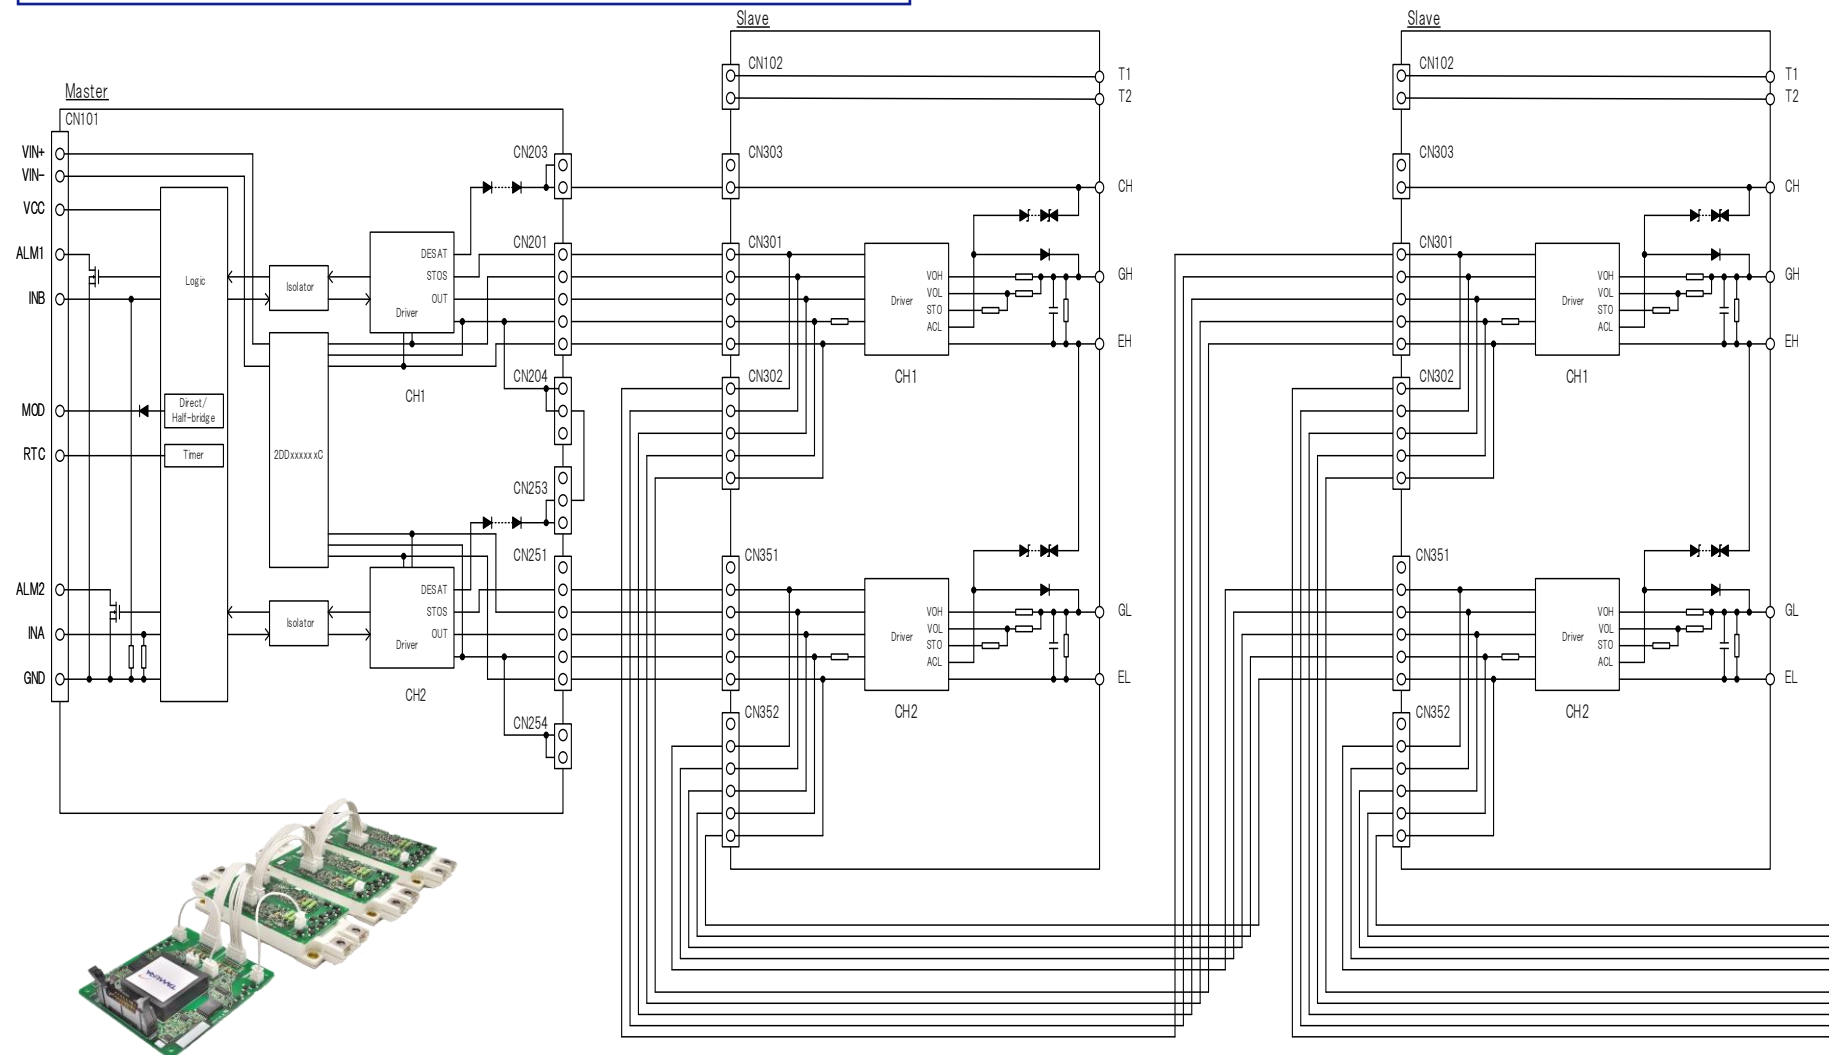 Slave
Slave
CN102
T1
T2
CN102
T1
T2
Master
CN101
VIN+
VIN-
VCC
ALM1
INB
MOD
RTC
ALM2
INA
GND
Logic
Direct/
Half-bridge
Timer
Isolator
2DDxxxxxC
Isolator
DESAT
STOS
OUT
Driver
CH1
DESAT
STOS
OUT
Driver
CH2
CN203
CN201
CN204
CN253
CN251
CN254
CN303
CH
CN301
VOH
VOL
STO
ACL
Driver
GH
EH
CN302
CH1
CN351
VOH
VOL
STO
ACL
Driver
GL
EL
CN352
CH2
CN303
CH
CN301
VOH
VOL
STO
ACL
Driver
GH
EH
CN302
CH1
CN351
VOH
VOL
STO
ACL
Driver
GL
EL
CN352
CH2
TAMURA